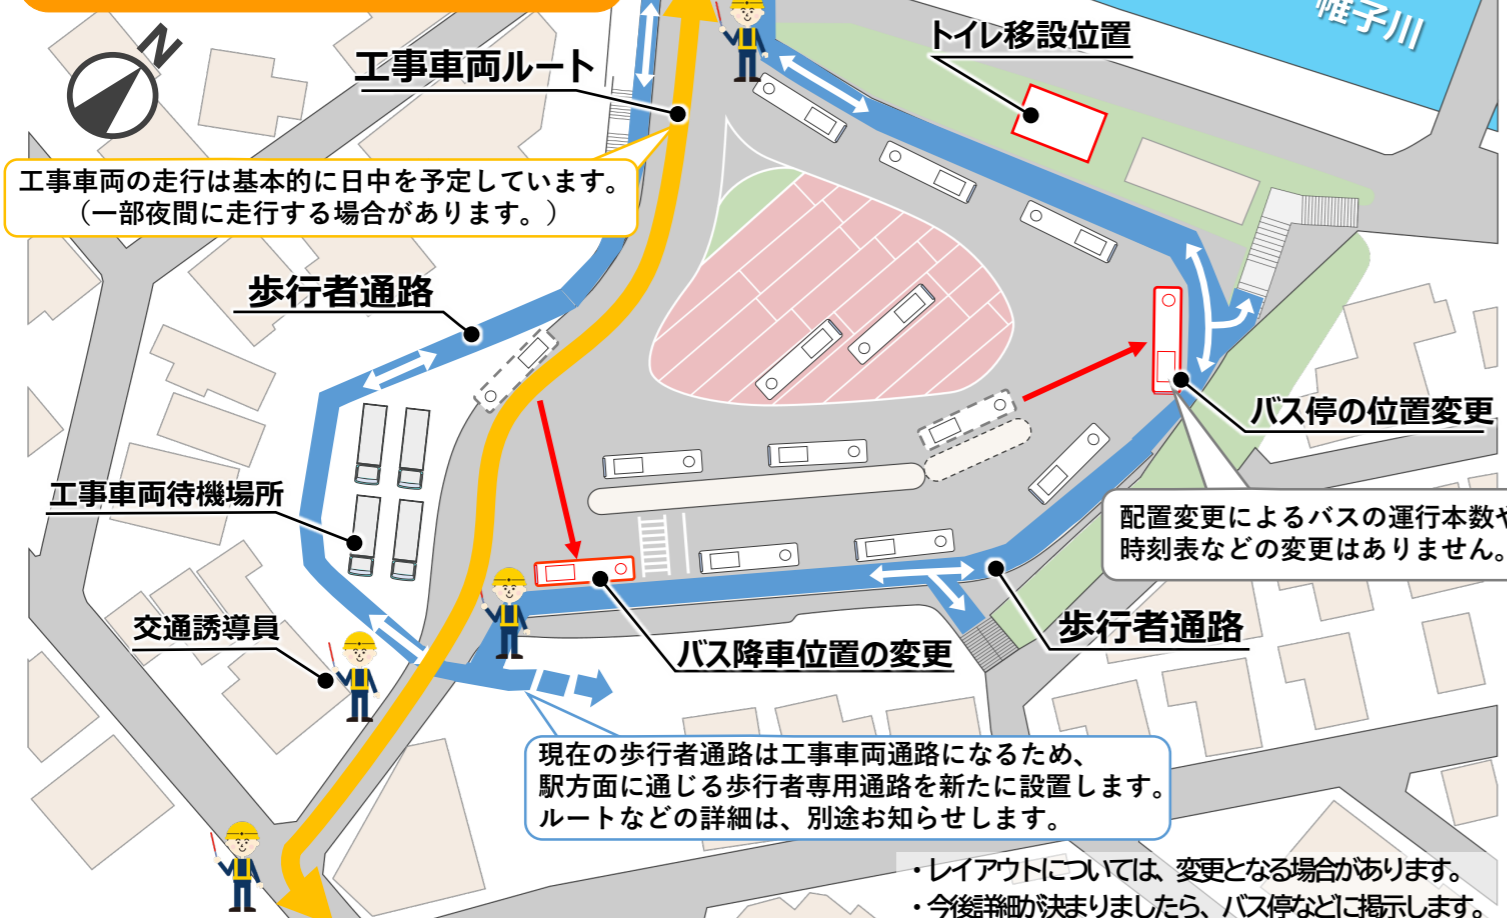 帷子川
N
トイレ移設位置
工事車両ルート
工事車両の走行は基本的に日中を予定しています。
（一部夜間に走行する場合があります。）
歩行者通路
バス停の位置変更
工事車両待機場所
配置変更によるバスの運行本数や
時刻表などの変更はありません。
交通誘導員
歩行者通路
バス降車位置の変更
現在の歩行者通路は工事車両通路になるため、
駅方面に通じる歩行者専用通路を新たに設置します。
ルートなどの詳細は、別途お知らせします。
・レイアウトについては、変更となる場合があります。
・今後詳細が決まりましたら、バス停などに掲示します。